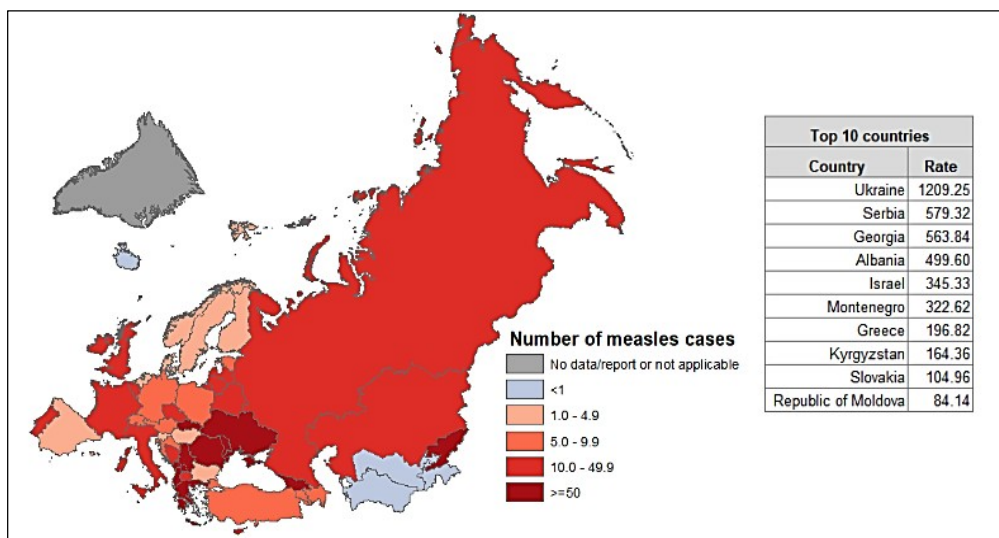 Number of measles cases
No data/report or not applicable
<1
1.0 - 4.9
5.0 - 9.9
10.0 - 49.9
>=50
Top 10 countries
Country Rate
Ukraine 1209.25
Serbia 579.32
Georgia 563.84
Albania 499.60
Israel 345.33
Montenegro 322.62
Greece 196.82
Kyrgyzstan 164.36
Slovakia 104.96
Republic of Moldova 84.14